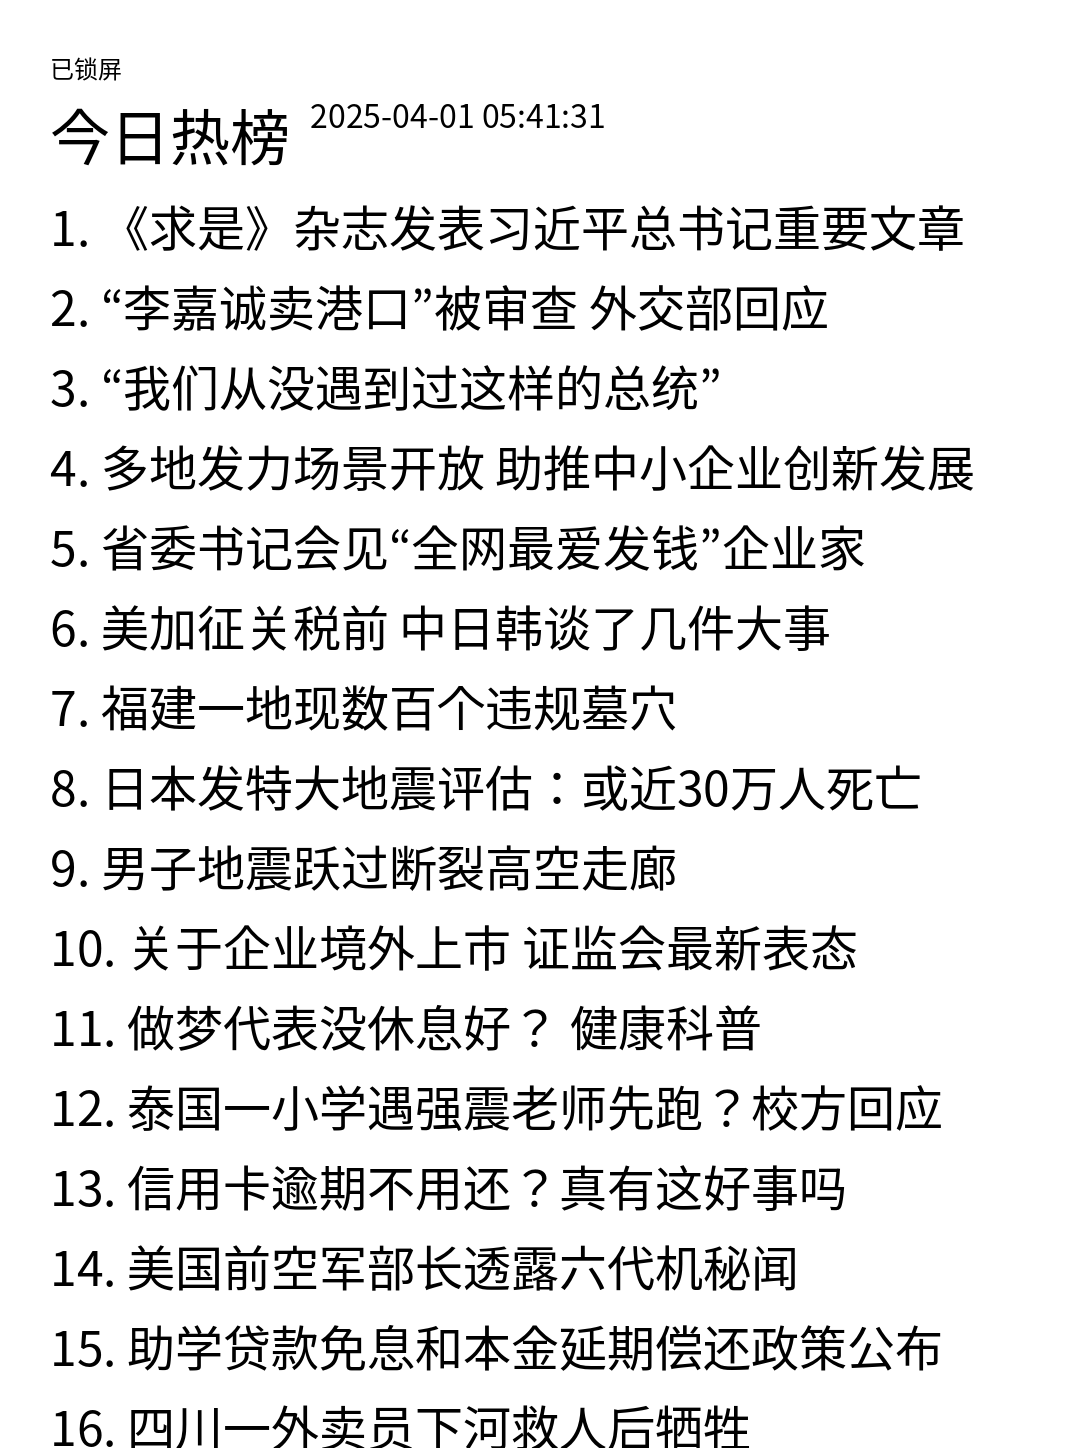 已锁屏
今日热榜 2025-04-01 05:41:31
1. 《求是》杂志发表习近平总书记重要文章
2. “李嘉诚卖港口”被审查 外交部回应
3. “我们从没遇到过这样的总统”
4. 多地发力场景开放 助推中小企业创新发展
5. 省委书记会见“全网最爱发钱”企业家
6. 美加征关税前 中日韩谈了几件大事
7. 福建一地现数百个违规墓穴
8. 日本发特大地震评估：或近30万人死亡
9. 男子地震跃过断裂高空走廊
10. 关于企业境外上市 证监会最新表态
11. 做梦代表没休息好？ 健康科普
12. 泰国一小学遇强震老师先跑？校方回应
13. 信用卡逾期不用还？真有这好事吗
14. 美国前空军部长透露六代机秘闻
15. 助学贷款免息和本金延期偿还政策公布
16. 四川一外卖员下河救人后牺牲